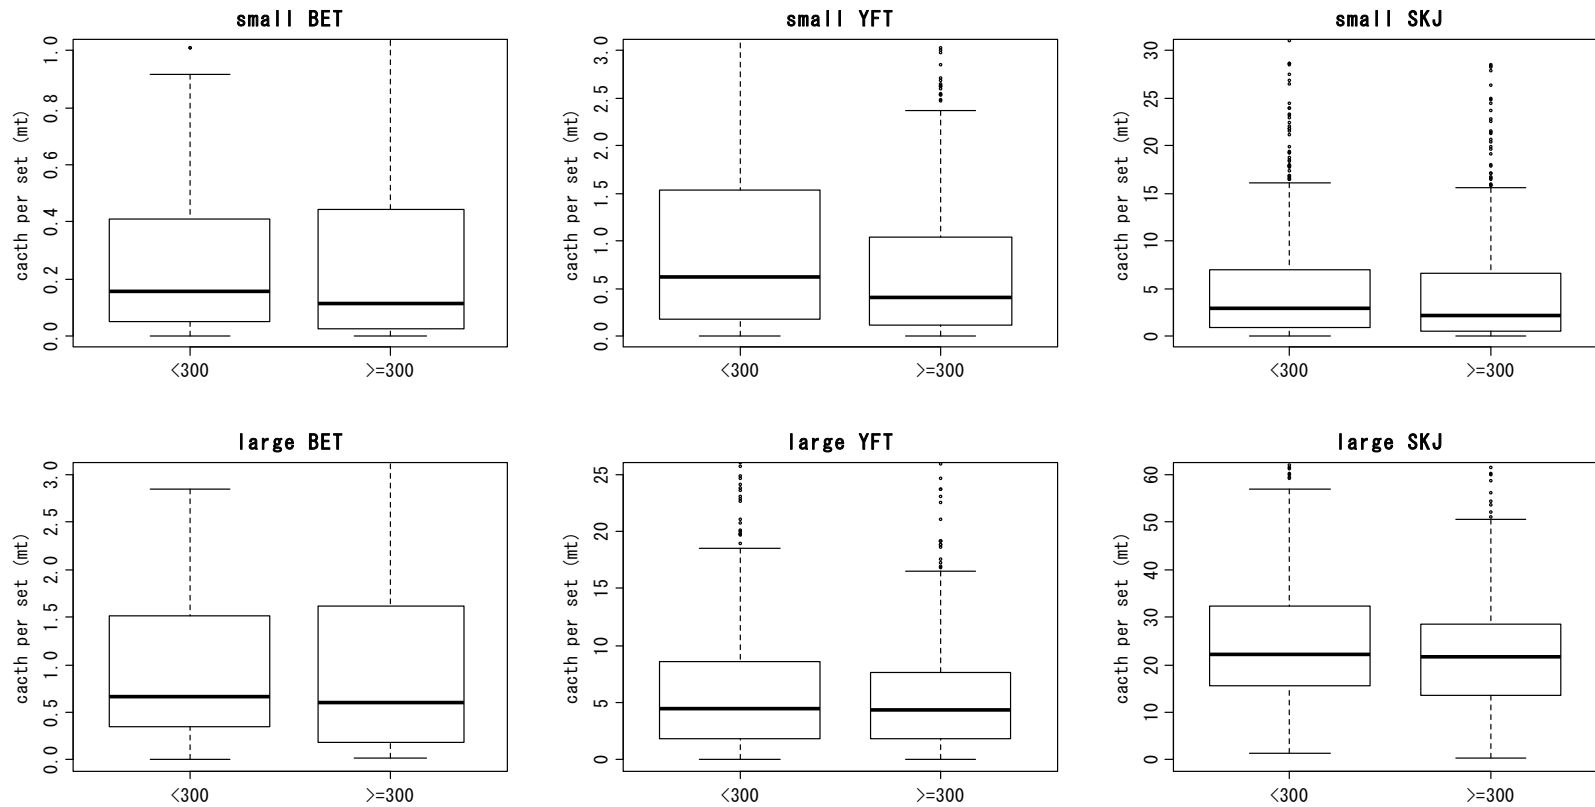 small BET
cacth per set (mt)
0.0 0.2 0.4 0.6 0.8 1.0
<300 >=300
small YFT
cacth per set (mt)
0.0 0.5 1.0 1.5 2.0 2.5 3.0
<300 >=300
small SKJ
cacth per set (mt)
0 5 10 15 20 25 30
<300 >=300
large BET
cacth per set (mt)
0.0 0.5 1.0 1.5 2.0 2.5 3.0
<300 >=300
large YFT
cacth per set (mt)
0 5 10 15 20 25
<300 >=300
large SKJ
cacth per set (mt)
0 10 20 30 40 50 60
<300 >=300